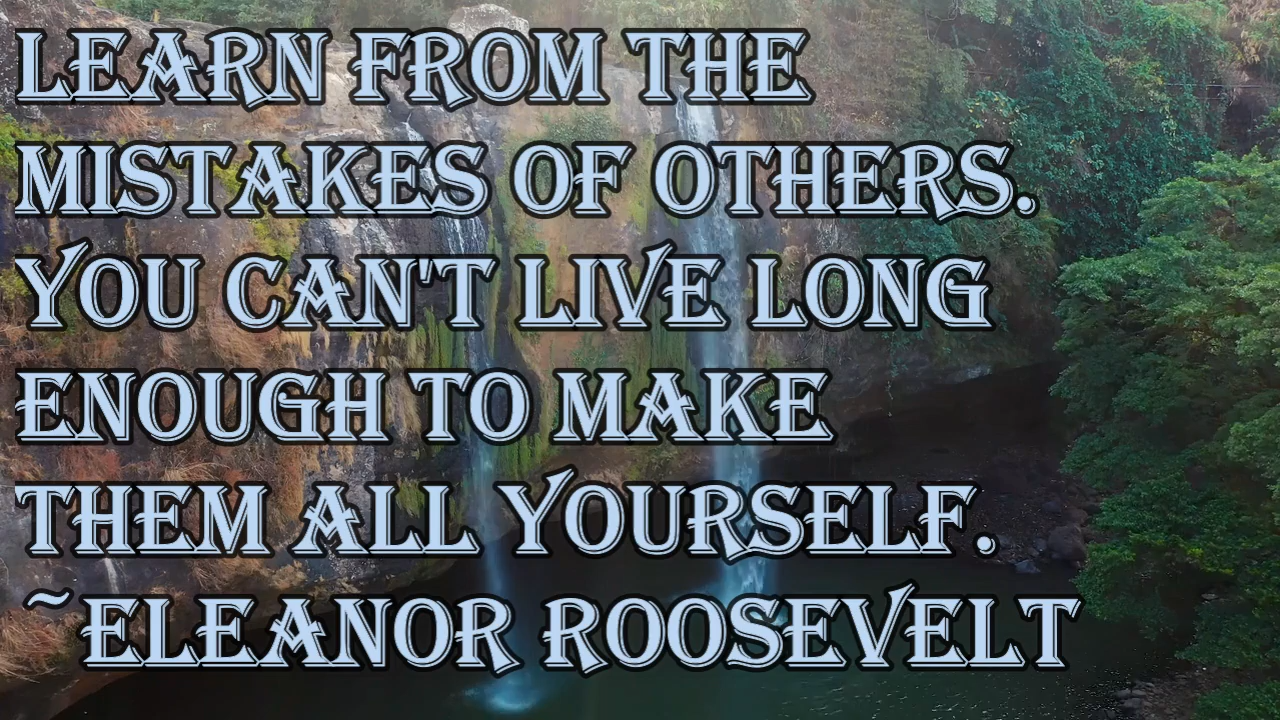 LEARN FROM THE
MISTAKES OF OTHERS.
YOU CAN'T LIVE LONG
ENOUGH TO MAKE
THEM ALL YOURSELF.
~ELEANOR ROOSEVELT